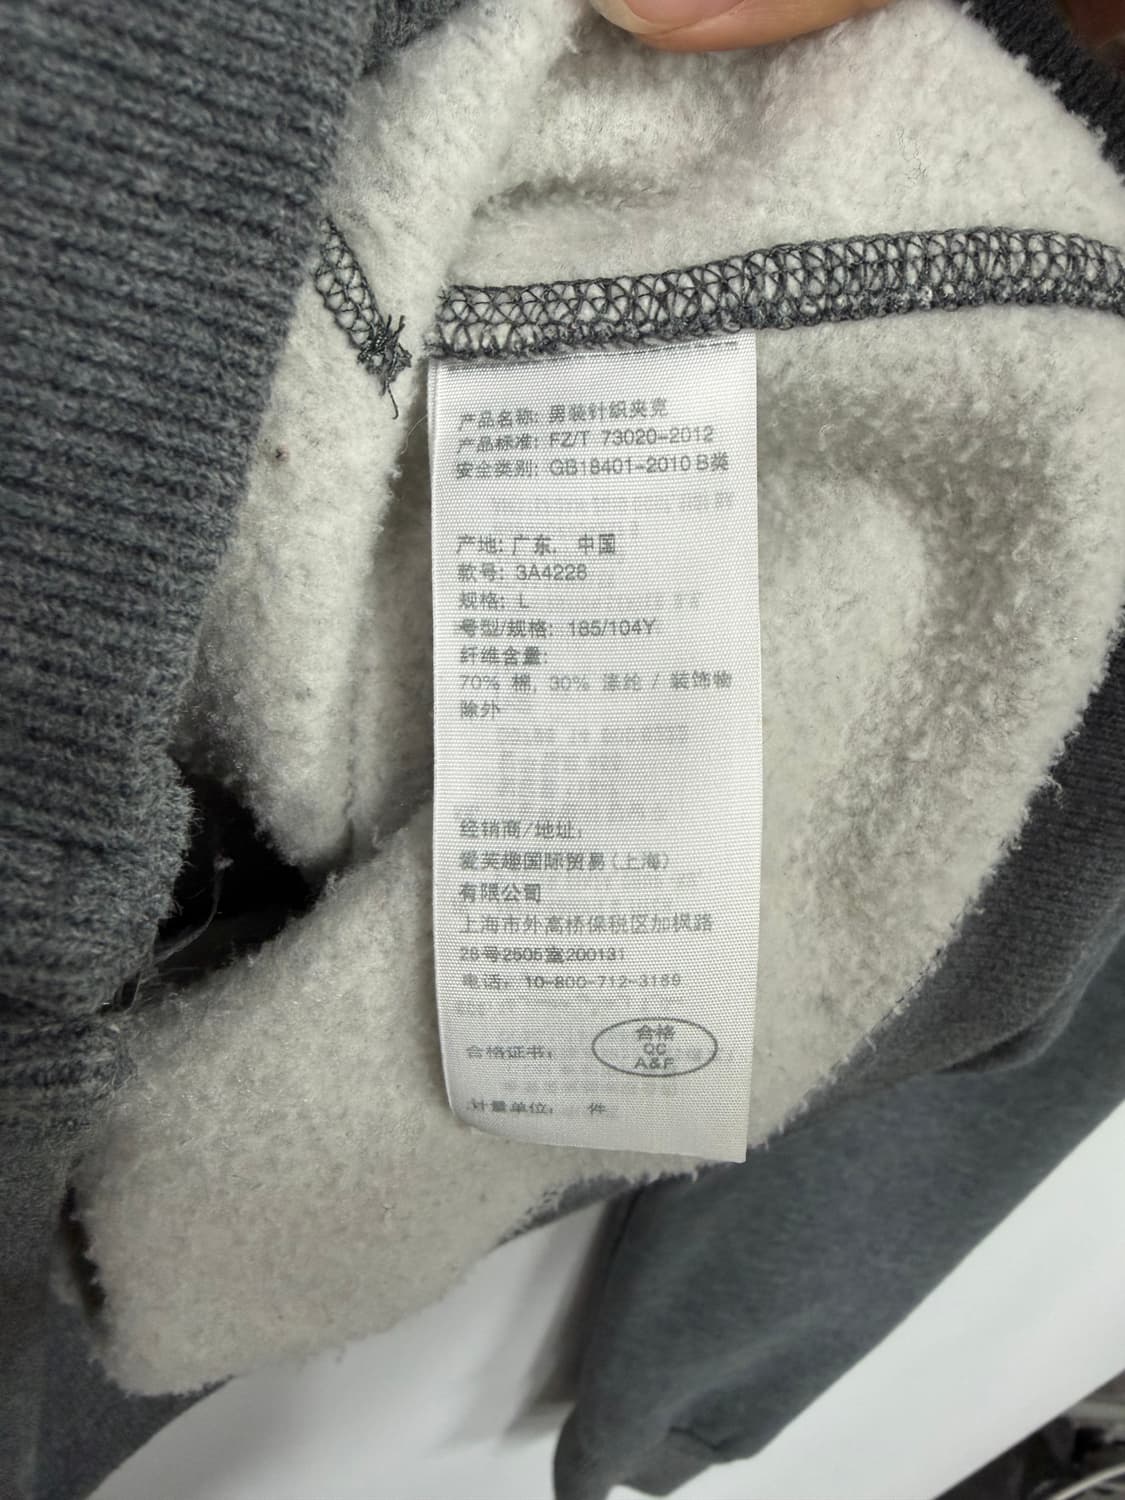 产品名称: 男装针织夹克
产品标准: FZ/T 73020-2012
安全类别: GB18401-2010 B类
产地: 广东, 中国
款号: 3A4228
规格: L
号型/规格: 185/104Y
纤维含量:
70% 棉, 30% 涤纶 / 装饰物
除外
经销商/地址:
爱芙趣国际贸易(上海)
有限公司
上海市外高桥保税区加枫路
28号2505室200131
电话: 10-800-712-3189
合格证书:
合格
QC
A&F
计量单位: 件